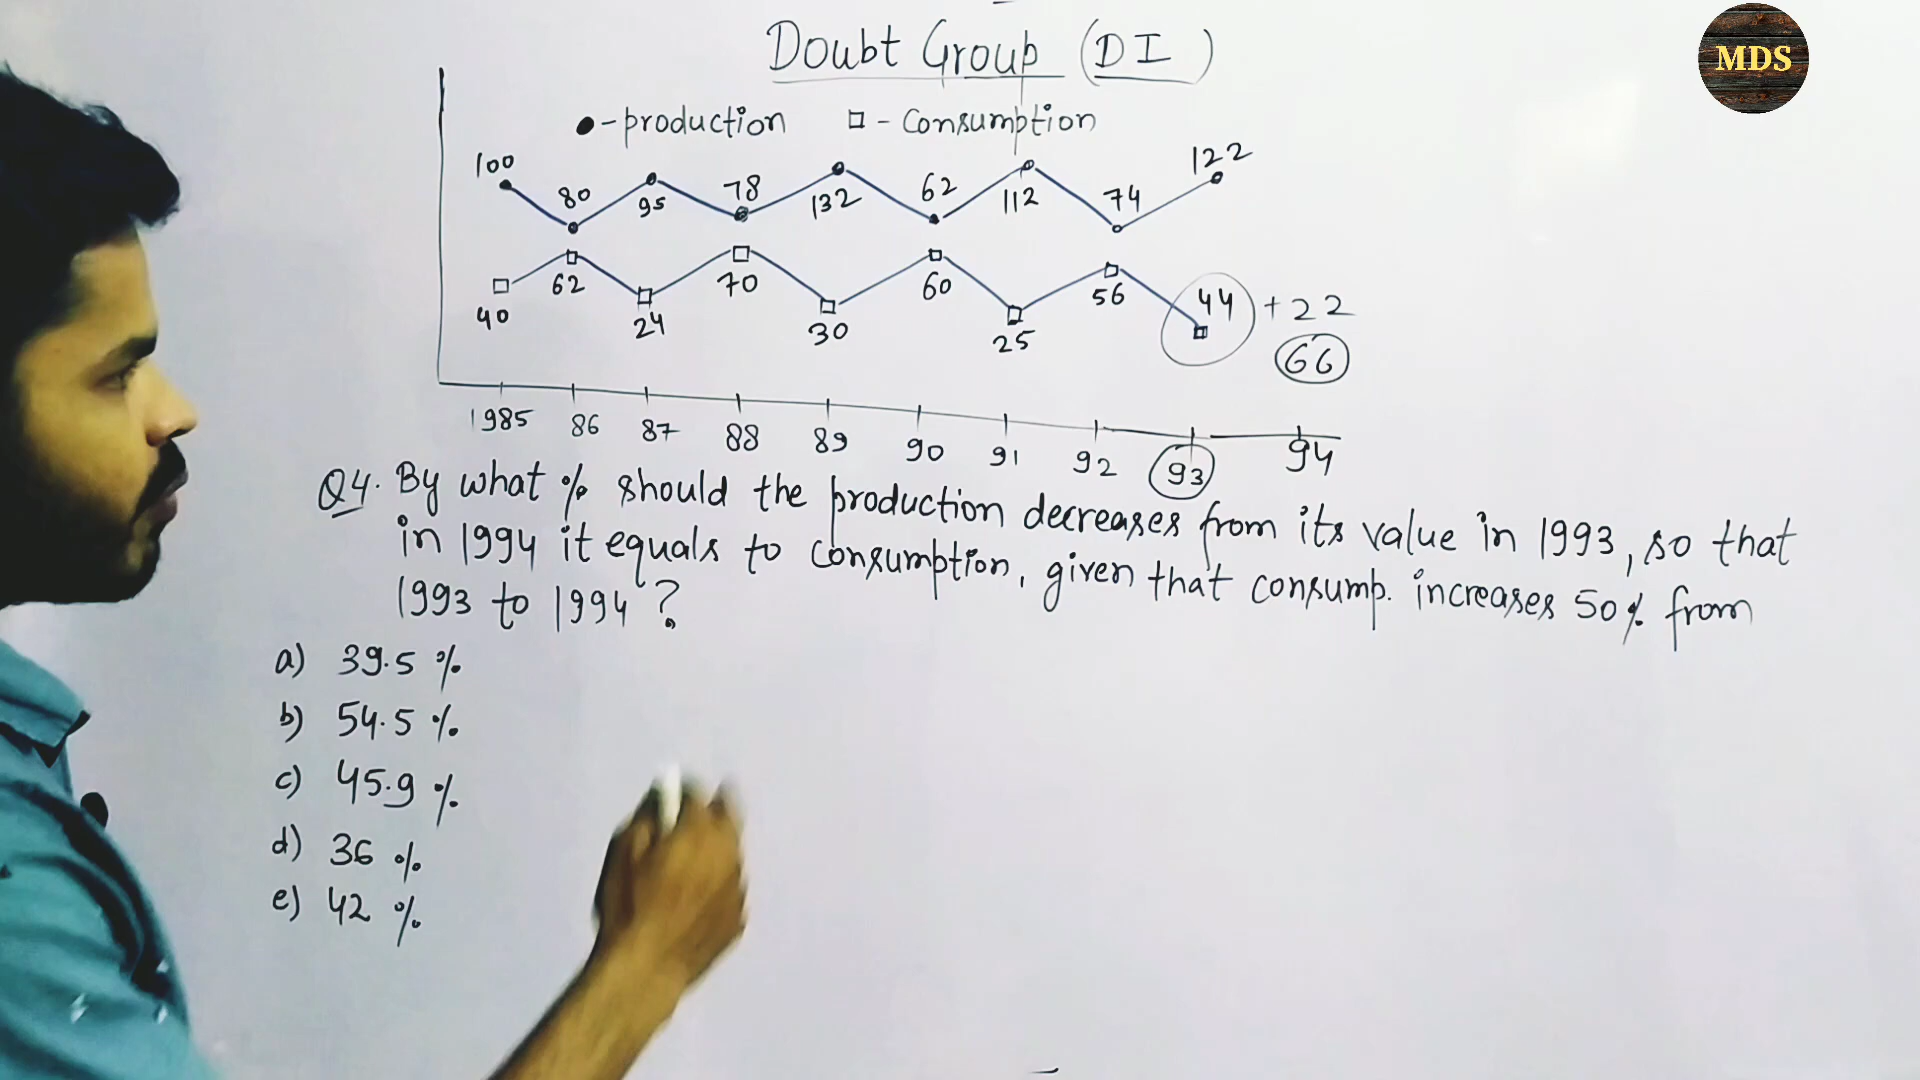 Doubt Group (DI)
MDS
●-production □-Consumption
100 80 95 78 132 62 112 74 122
40 62 24 70 30 60 25 56 44 +22
66
1985 86 87 88 89 90 91 92 93 94
Q4. By what % should the production decreases from its value in 1993, so that
in 1994 it equals to consumption, given that consump. increases 50% from
1993 to 1994?
a) 39.5 %
b) 54.5 %
c) 45.9 %
d) 36 %
e) 42 %